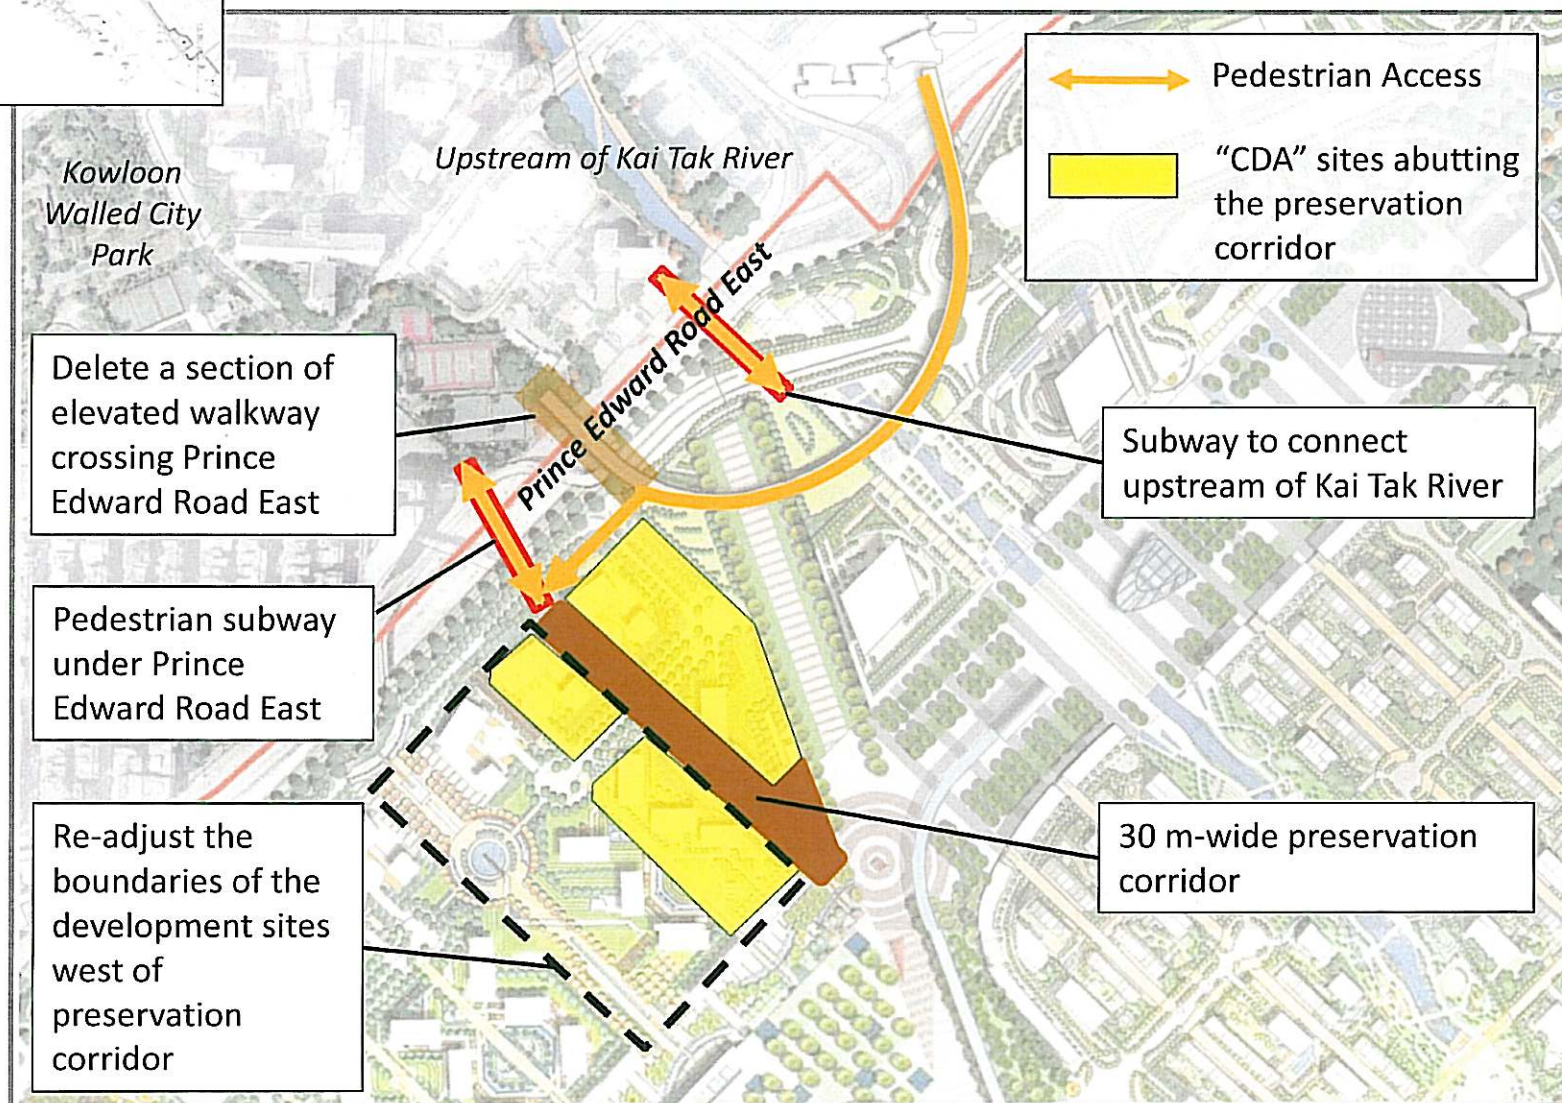 Kowloon
Walled City
Park
Upstream of Kai Tak River
Pedestrian Access
“CDA” sites abutting
the preservation
corridor
Prince Edward Road East
Delete a section of
elevated walkway
crossing Prince
Edward Road East
Subway to connect
upstream of Kai Tak River
Pedestrian subway
under Prince
Edward Road East
30 m-wide preservation
corridor
Re-adjust the
boundaries of the
development sites
west of
preservation
corridor